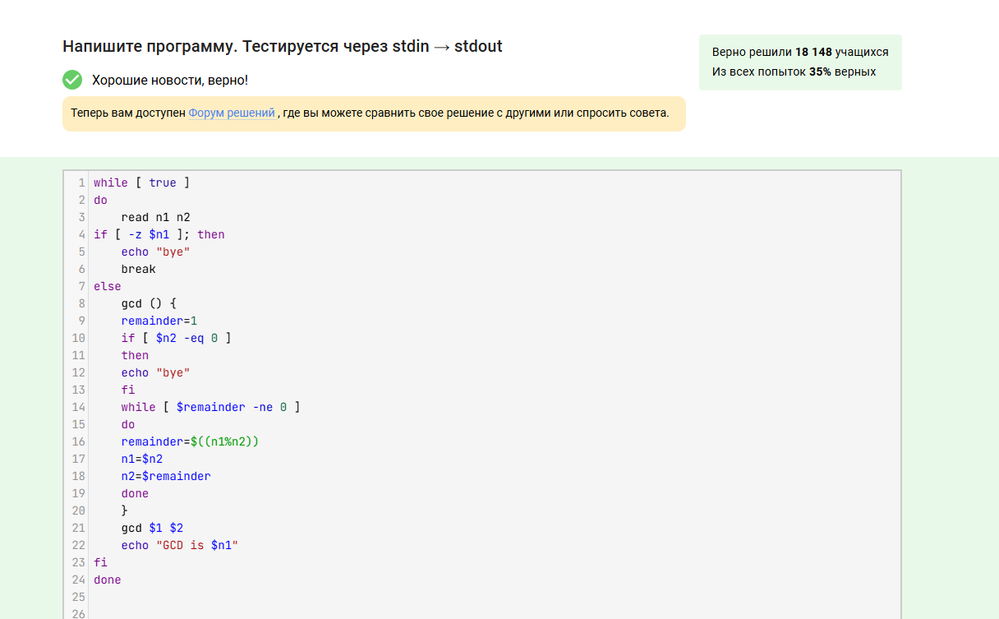 Напишите программу. Тестируется через stdin → stdout
Верно решили 18 148 учащихся
Из всех попыток 35% верных
Хорошие новости, верно!
Теперь вам доступен Форум решений , где вы можете сравнить свое решение с другими или спросить совета.
1 while [ true ]
2 do
3     read n1 n2
4 if [ -z $n1 ]; then
5     echo "bye"
6     break
7 else
8     gcd () {
9     remainder=1
10     if [ $n2 -eq 0 ]
11     then
12     echo "bye"
13     fi
14     while [ $remainder -ne 0 ]
15     do
16     remainder=$((n1%n2))
17     n1=$n2
18     n2=$remainder
19     done
20     }
21     gcd $1 $2
22     echo "GCD is $n1"
23 fi
24 done
25
26